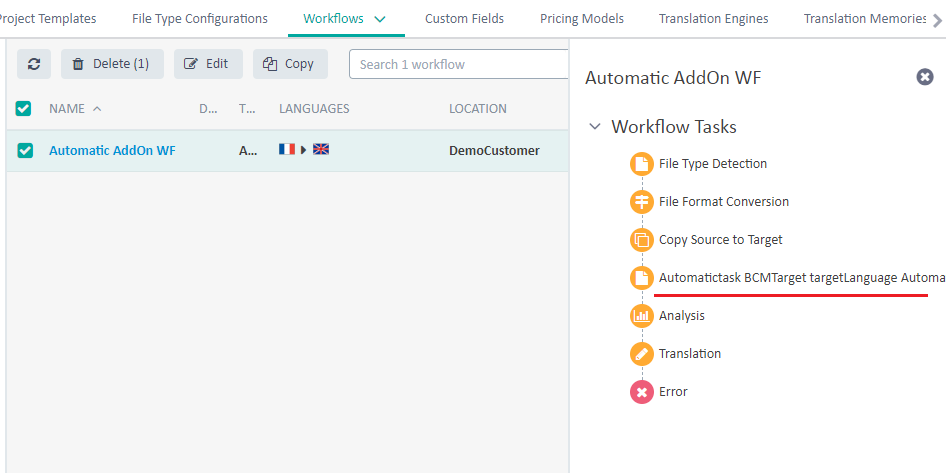 roject Templates File Type Configurations Workflows Custom Fields Pricing Models Translation Engines Translation Memories
Delete (1) Edit Copy Search 1 workflow
NAME D... T... LANGUAGES LOCATION
Automatic AddOn WF A... DemoCustomer
Automatic AddOn WF
Workflow Tasks
File Type Detection
File Format Conversion
Copy Source to Target
Automatictask BCMTarget targetLanguage Automa
Analysis
Translation
Error